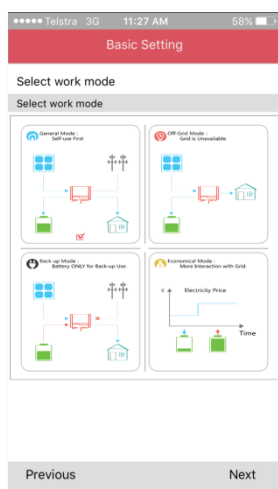 Telstra 3G 11:27 AM 58%
Basic Setting
Select work mode
Select work mode
General Mode :
Self-use First
Off-Grid Mode :
Grid is Unavailable.
Back-up Mode :
Battery ONLY for Back-up Use.
Economical Mode :
More Interaction with Grid.
€ Electricity Price
Time
Previous Next